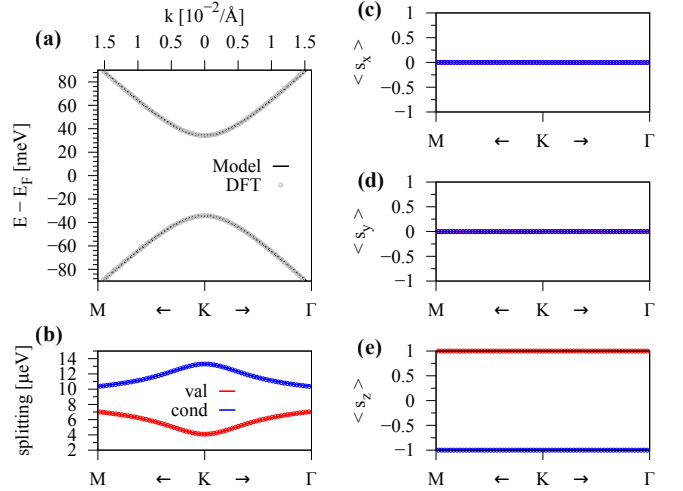 k [10⁻²/Å]
(a)
1.5 1 0.5 0 0.5 1 1.5
E − E_F [meV]
80
60
40
20
0
−20
−40
−60
−80
Model
DFT
M ← K → Γ
(b)
splitting [μeV]
14
12
10
8
6
4
2
val
cond
M ← K → Γ
(c)
< s_x >
1
0.5
0
−0.5
−1
M ← K → Γ
(d)
< s_y >
1
0.5
0
−0.5
−1
M ← K → Γ
(e)
< s_z >
1
0.5
0
−0.5
−1
M ← K → Γ